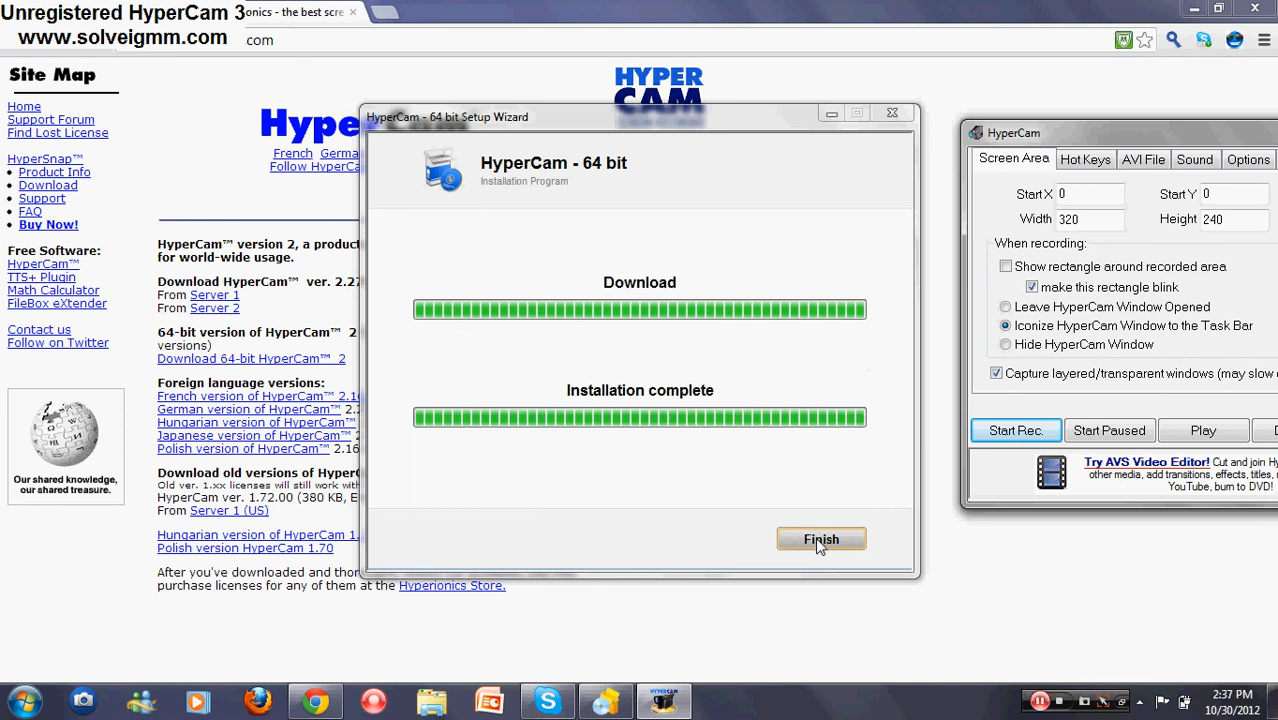 Unregistered HyperCam 3
www.solveigmm.com
onics - the best scre
com
Site Map
Home
Support Forum
Find Lost License
HyperSnap™
Product Info
Download
Support
FAQ
Buy Now!
Free Software:
HyperCam™
TTS+ Plugin
Math Calculator
FileBox eXtender
Contact us
Follow on Twitter
Our shared knowledge,
our shared treasure.
HYPER
CAM
Hype
French Germa
Follow HyperCa
HyperCam™ version 2, a produc
for world-wide usage.
Download HyperCam™ ver. 2.27
From Server 1
From Server 2
64-bit version of HyperCam™ 2
versions)
Download 64-bit HyperCam™ 2
Foreign language versions:
French version of HyperCam™ 2.16
German version of HyperCam™ 2.2
Hungarian version of HyperCam™
Japanese version of HyperCam™ 2
Polish version of HyperCam™ 2.16
Download old versions of HyperC
Old ver. 1.xx licenses will still work with
HyperCam ver. 1.72.00 (380 KB, E
From Server 1 (US)
Hungarian version of HyperCam 1.
Polish version HyperCam 1.70
After you've downloaded and thor
purchase licenses for any of them at the Hyperionics Store.
HyperCam - 64 bit Setup Wizard
HyperCam - 64 bit
Installation Program
Download
Installation complete
Finish
HyperCam
Screen Area Hot Keys AVI File Sound Options
Start X 0 Start Y 0
Width 320 Height 240
When recording:
Show rectangle around recorded area
make this rectangle blink
Leave HyperCam Window Opened
Iconize HyperCam Window to the Task Bar
Hide HyperCam Window
Capture layered/transparent windows (may slow
Start Rec. Start Paused Play
Try AVS Video Editor! Cut and join Hy
other media, add transitions, effects, titles,
YouTube, burn to DVD!
HYPER
2:37 PM
10/30/2012